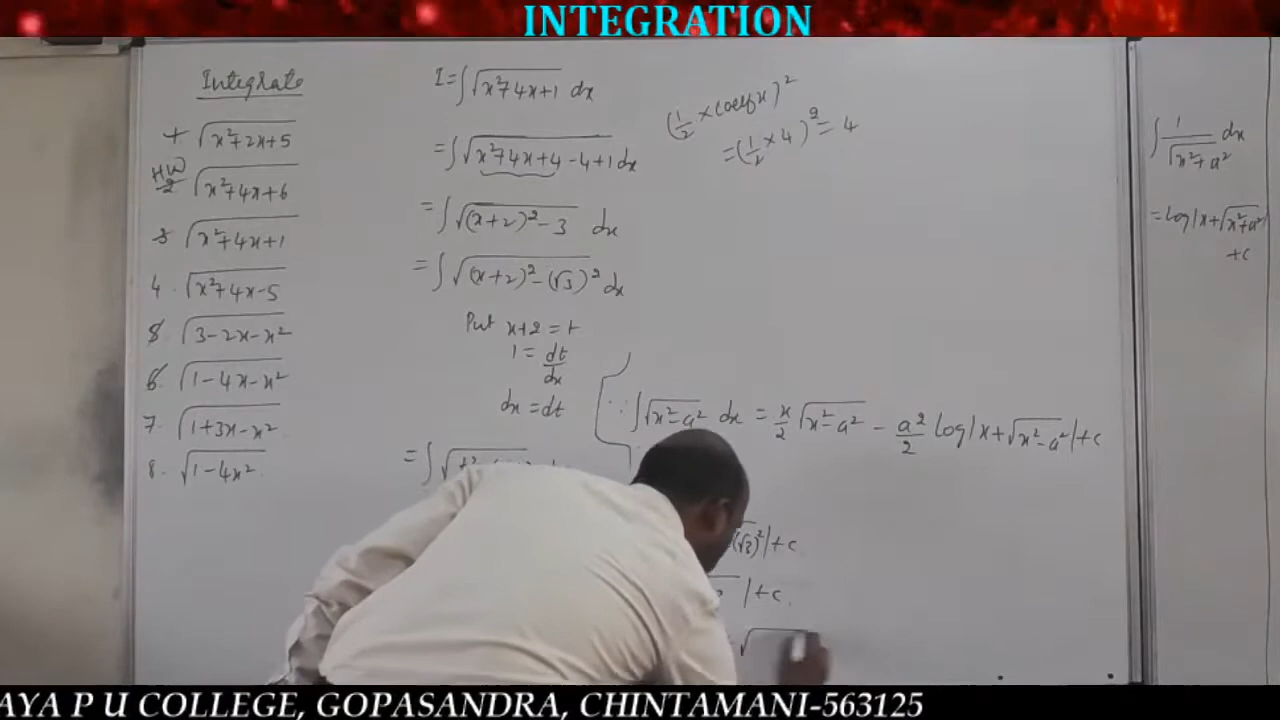 INTEGRATION
Integrate
1. √(x²+2x+5)
HW 2 √(x²+4x+6)
3 √(x²+4x+1)
4. √(x²+4x-5)
5. √(3-2x-x²)
6. √(1-4x-x²)
7. √(1+3x-x²)
8. √(1-4x²)
I = ∫√(x²+4x+1) dx
= ∫√(x²+4x+4-4+1) dx
= ∫√((x+2)²-3) dx
= ∫√((x+2)²-(√3)²) dx
Put x+2 = t
1 = dt/dx
dx = dt
= ∫√
(½ × coeff x)²
= (½ × 4)² = 4
∵ ∫√(x²-a²) dx = x/2 √(x²-a²) - a²/2 log|x+√(x²-a²)|+c
(√3)²|+c
|+c.
√
∫ 1/√(x²+a²) dx
= log|x+√(x²+a²)|
+c
AYA P U COLLEGE, GOPASANDRA, CHINTAMANI-563125